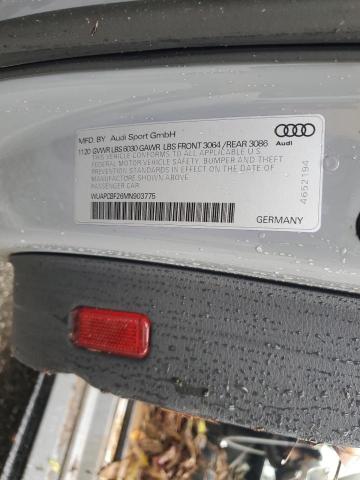 MFD. BY Audi Sport GmbH
Audi
11 20 GVWR LBS 6030 GAWR LBS FRONT 3064 / REAR 3086
THIS VEHICLE CONFORMS TO ALL APPLICABLE U.S.
FEDERAL MOTOR VEHICLE SAFETY, BUMPER AND THEFT
PREVENTION STANDARDS IN EFFECT ON THE DATE OF
MANUFACTURE SHOWN ABOVE.
PASSENGER CAR
WUAPCBF26MN903775
GERMANY
4652194